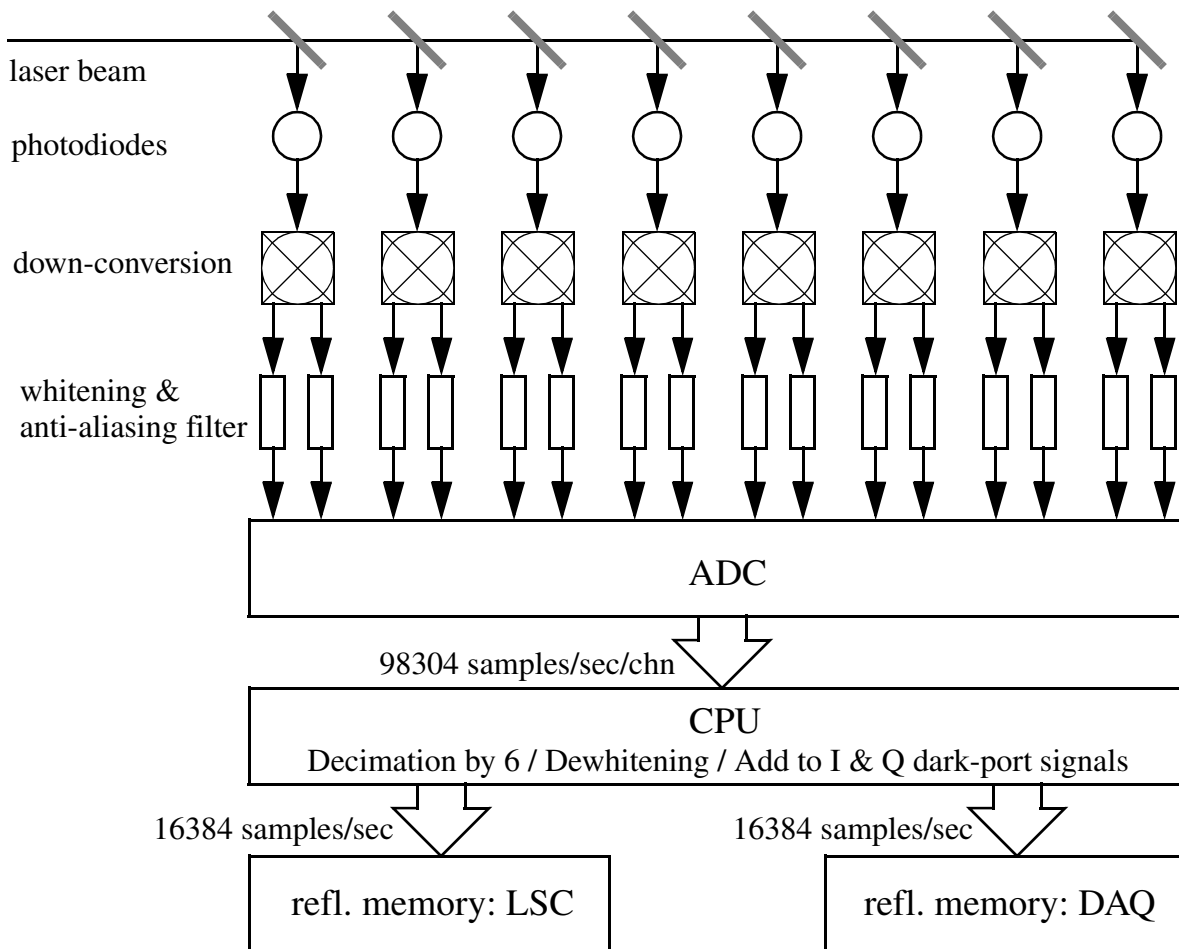 laser beam
photodiodes
down-conversion
whitening &
anti-aliasing filter
ADC
98304 samples/sec/chn
CPU
Decimation by 6 / Dewhitening / Add to I & Q dark-port signals
16384 samples/sec
16384 samples/sec
refl. memory: LSC
refl. memory: DAQ